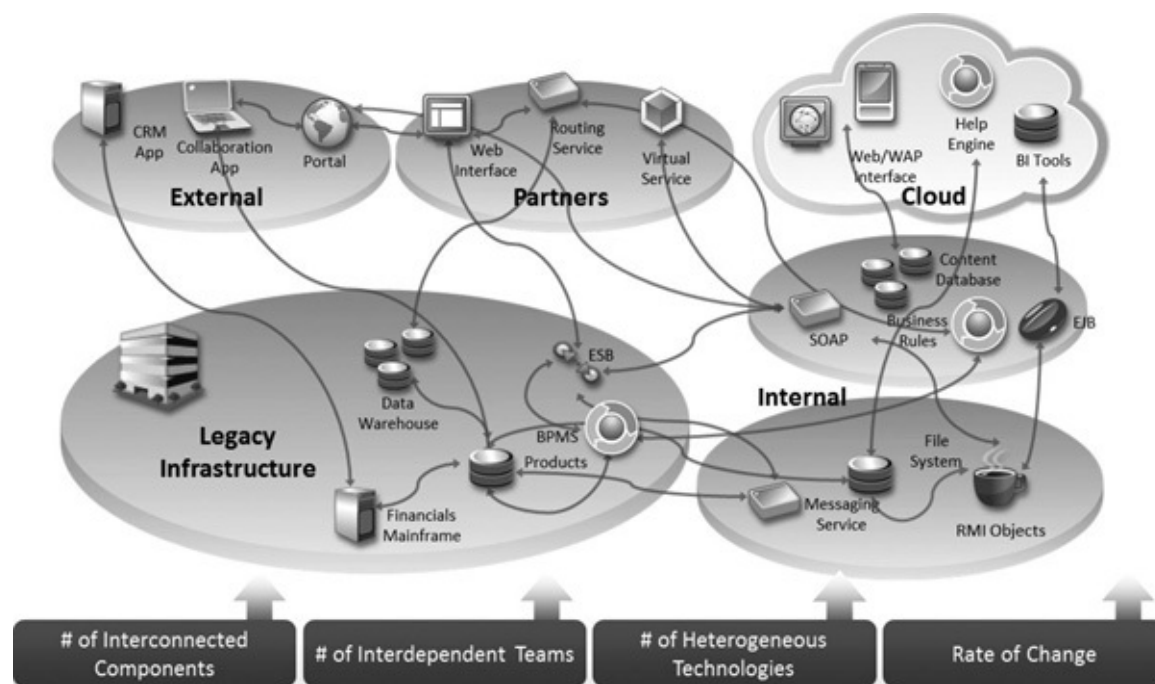 CRM
App
Collaboration
App
Portal
External
Web
Interface
Routing
Service
Virtual
Service
Partners
Web/WAP
Interface
Help
Engine
BI Tools
Cloud
Content
Database
SOAP
Business
Rules
EJB
Internal
ESB
Data
Warehouse
Legacy
Infrastructure
BPMS
Products
Financials
Mainframe
File
System
Messaging
Service
RMI Objects
# of Interconnected
Components
# of Interdependent Teams
# of Heterogeneous
Technologies
Rate of Change